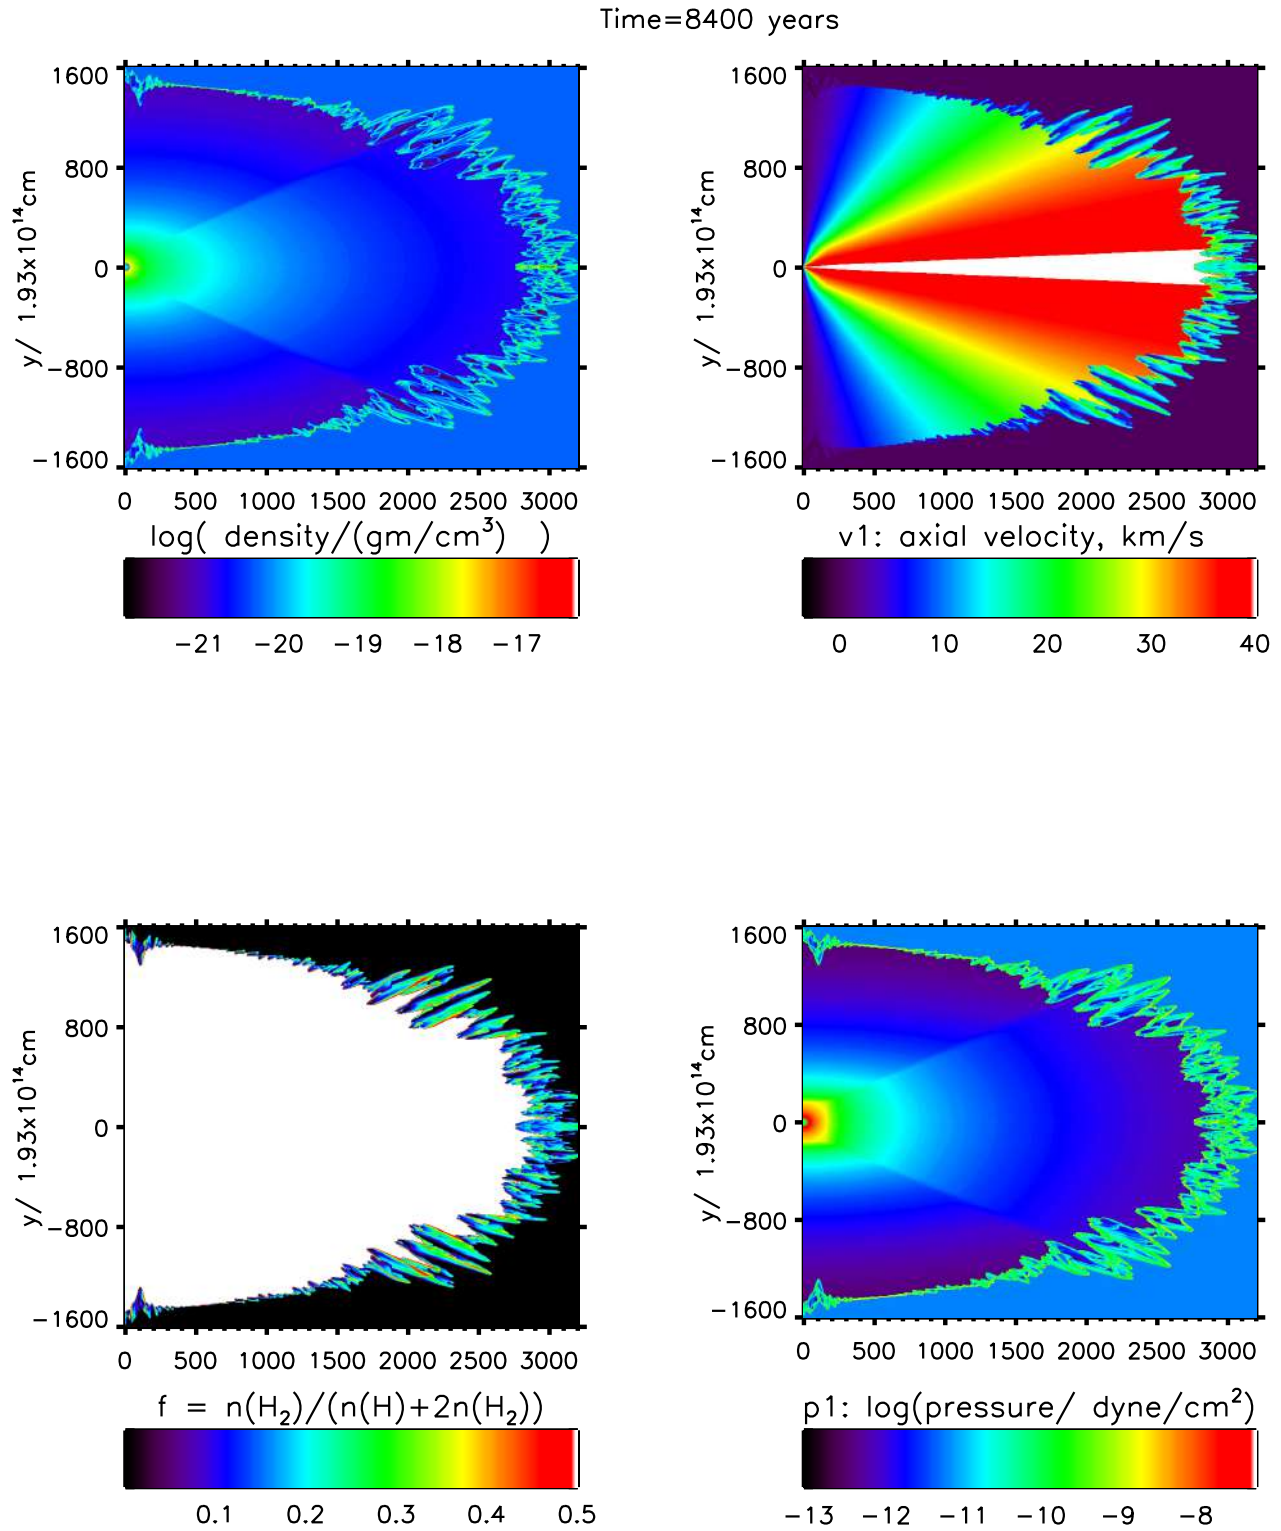 Time=8400 years
1600
800
0
−800
−1600
y/ 1.93x10¹⁴cm
0 500 1000 1500 2000 2500 3000
log( density/(gm/cm³) )
−21 −20 −19 −18 −17
1600
800
0
−800
−1600
y/ 1.93x10¹⁴cm
0 500 1000 1500 2000 2500 3000
v1: axial velocity, km/s
0 10 20 30 40
1600
800
0
−800
−1600
y/ 1.93x10¹⁴cm
0 500 1000 1500 2000 2500 3000
f = n(H₂)/(n(H)+2n(H₂))
0.1 0.2 0.3 0.4 0.5
1600
800
0
−800
−1600
y/ 1.93x10¹⁴cm
0 500 1000 1500 2000 2500 3000
p1: log(pressure/ dyne/cm²)
−13 −12 −11 −10 −9 −8